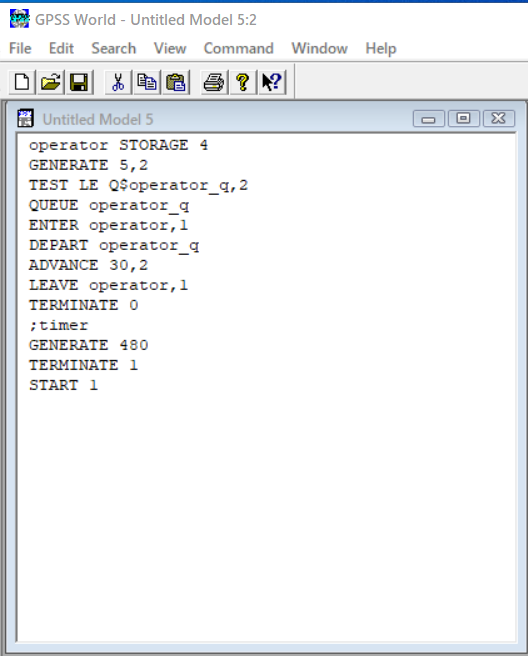 GPSS World - Untitled Model 5:2
File Edit Search View Command Window Help
Untitled Model 5
operator STORAGE 4
GENERATE 5,2
TEST LE Q$operator_q,2
QUEUE operator_q
ENTER operator,1
DEPART operator_q
ADVANCE 30,2
LEAVE operator,1
TERMINATE 0
;timer
GENERATE 480
TERMINATE 1
START 1